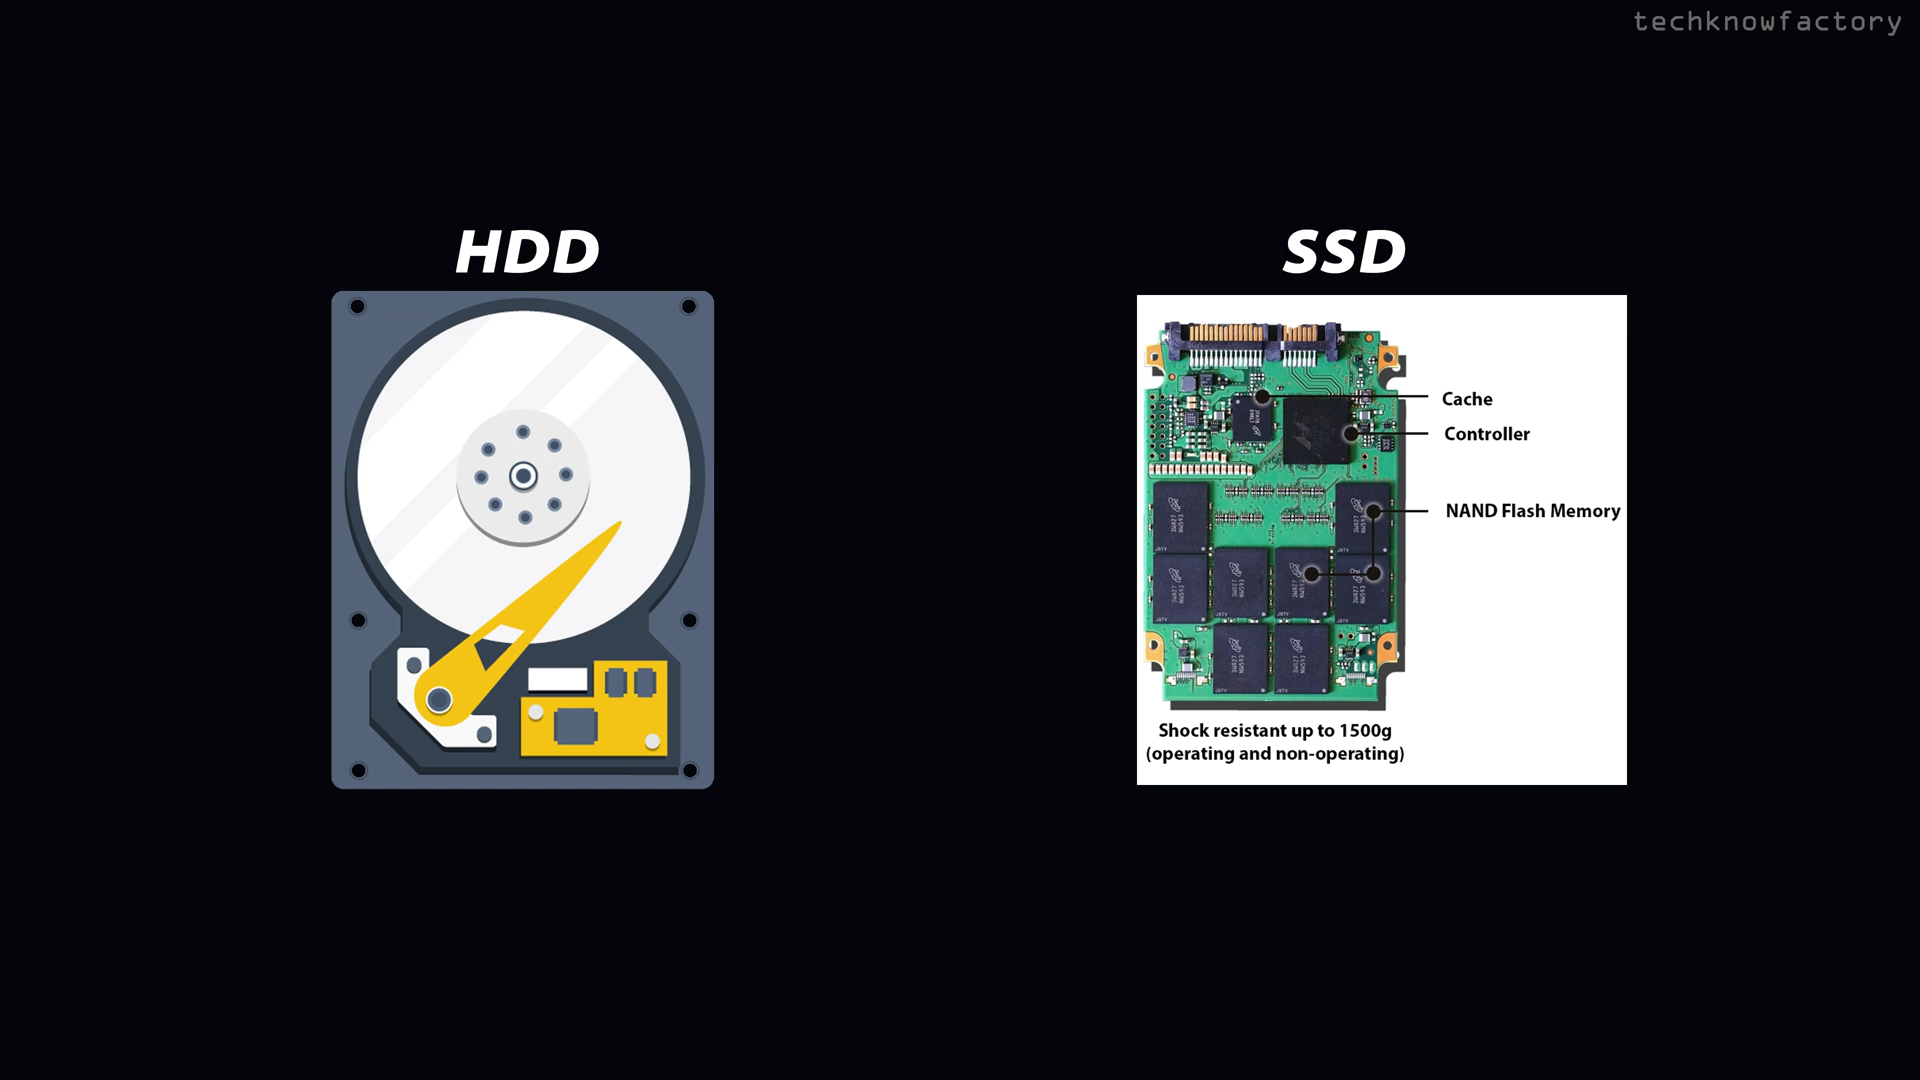 techknowfactory
HDD
SSD
Cache
Controller
NAND Flash Memory
Shock resistant up to 1500g
(operating and non-operating)